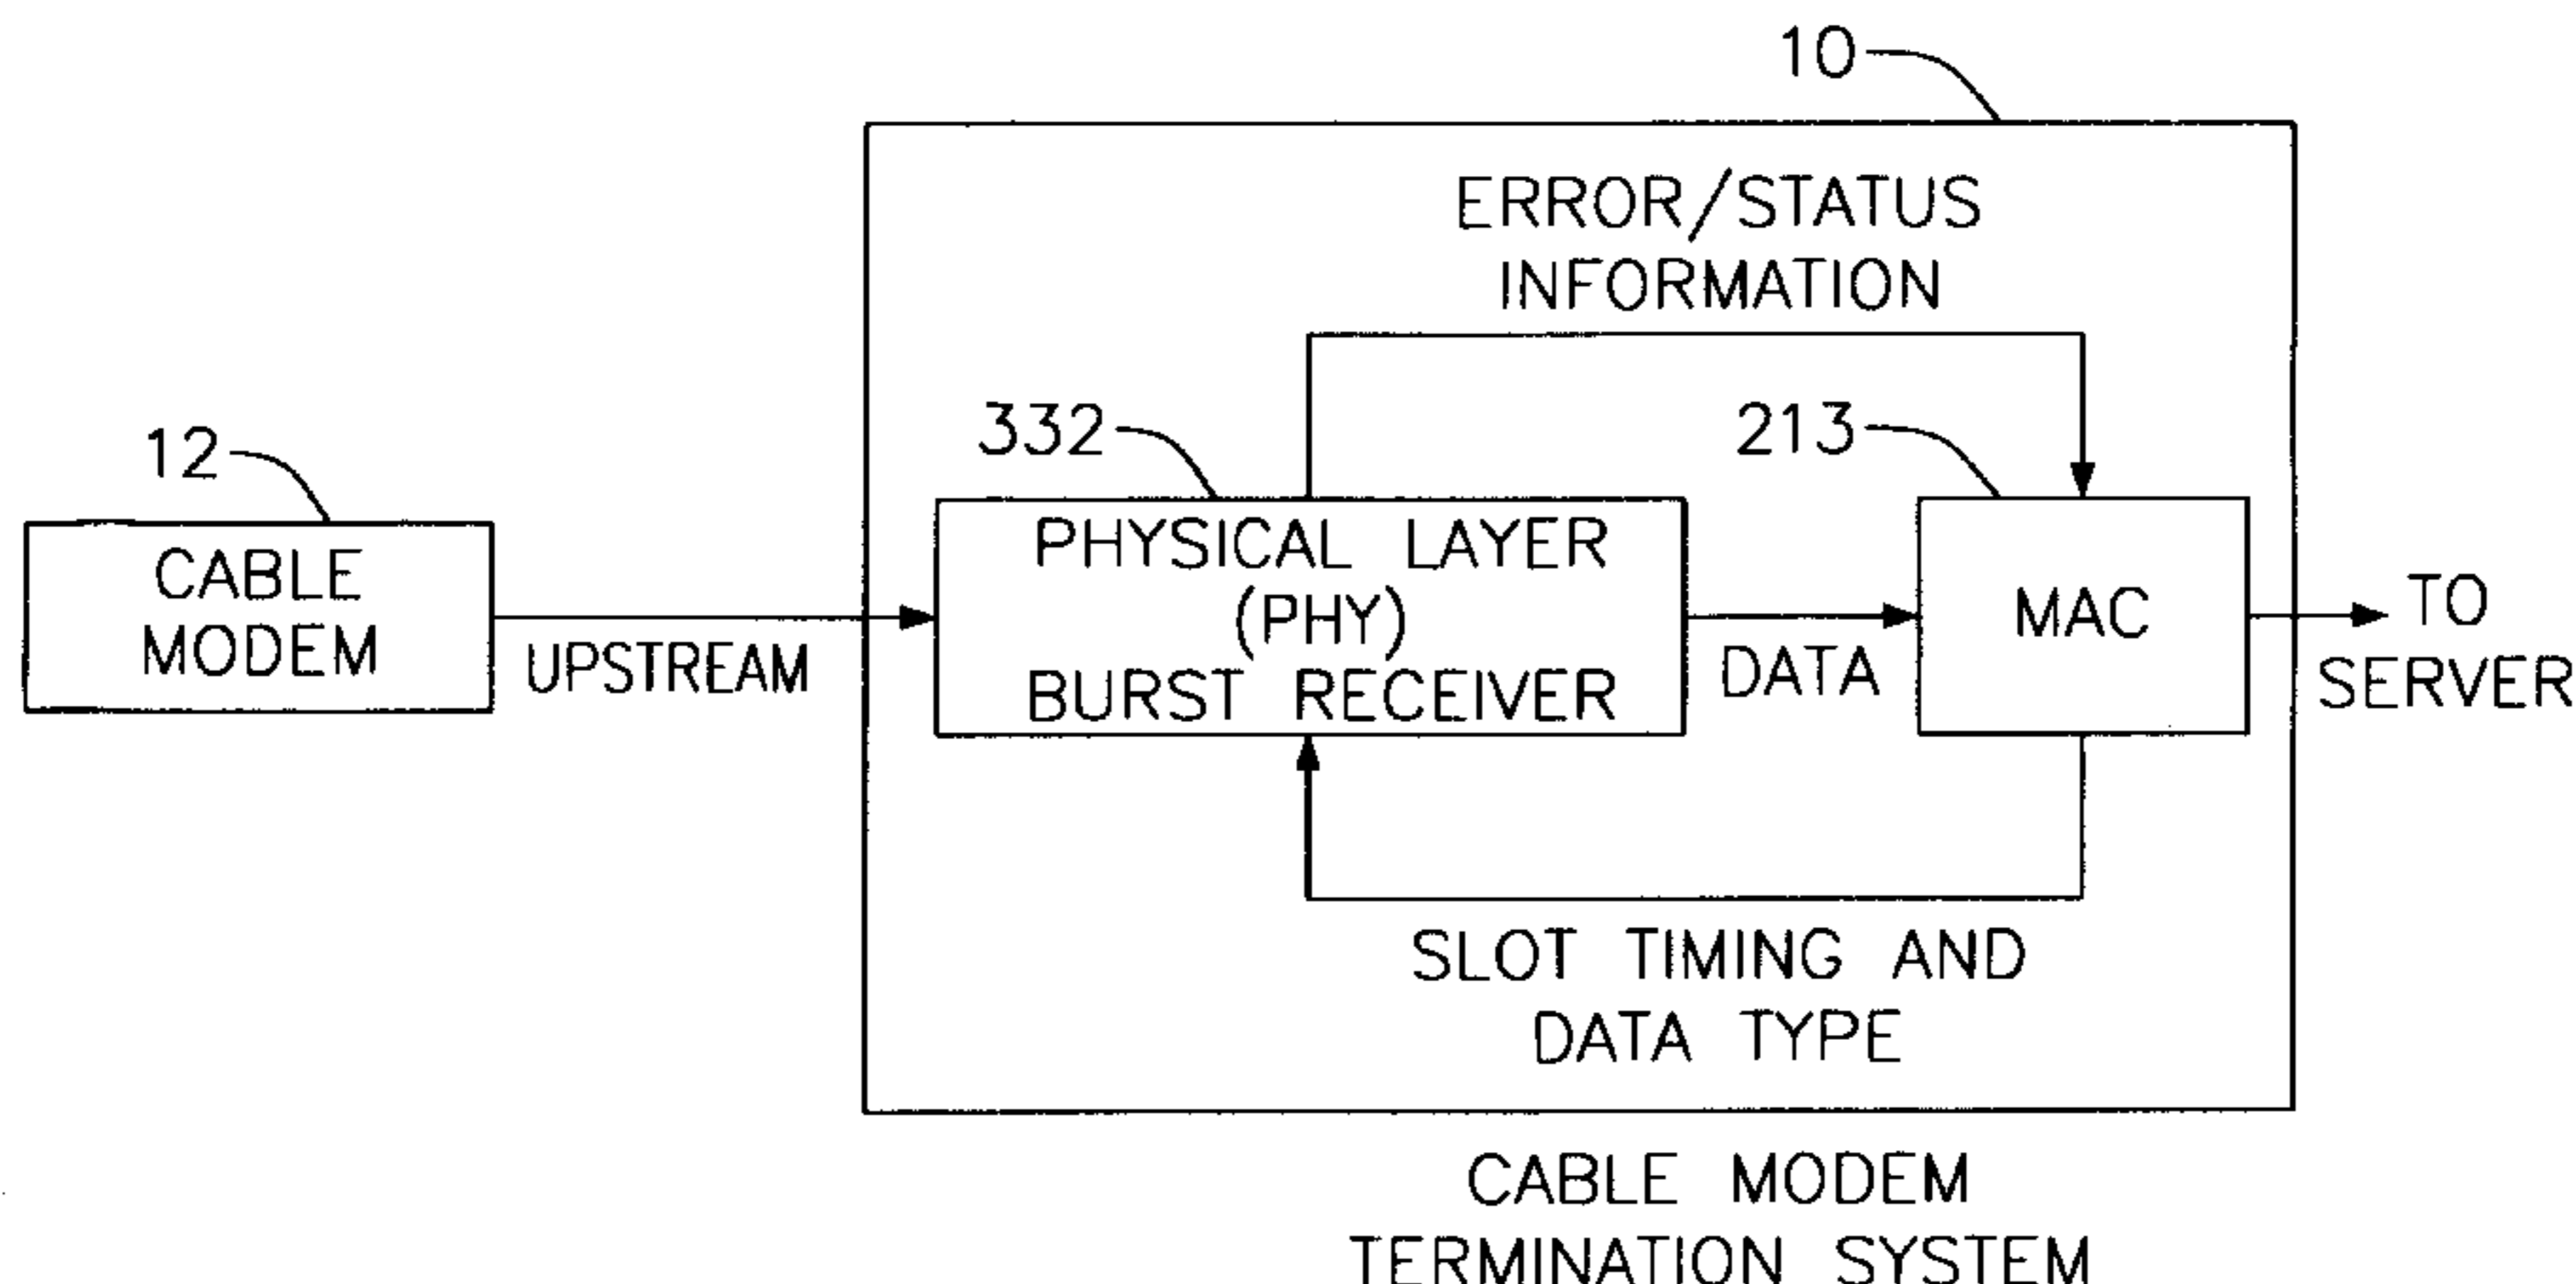 10
ERROR/STATUS
INFORMATION
332
213
12
CABLE
MODEM
UPSTREAM
PHYSICAL LAYER
(PHY)
BURST RECEIVER
DATA
MAC
TO
SERVER
SLOT TIMING AND
DATA TYPE
CABLE MODEM
TERMINATION SYSTEM